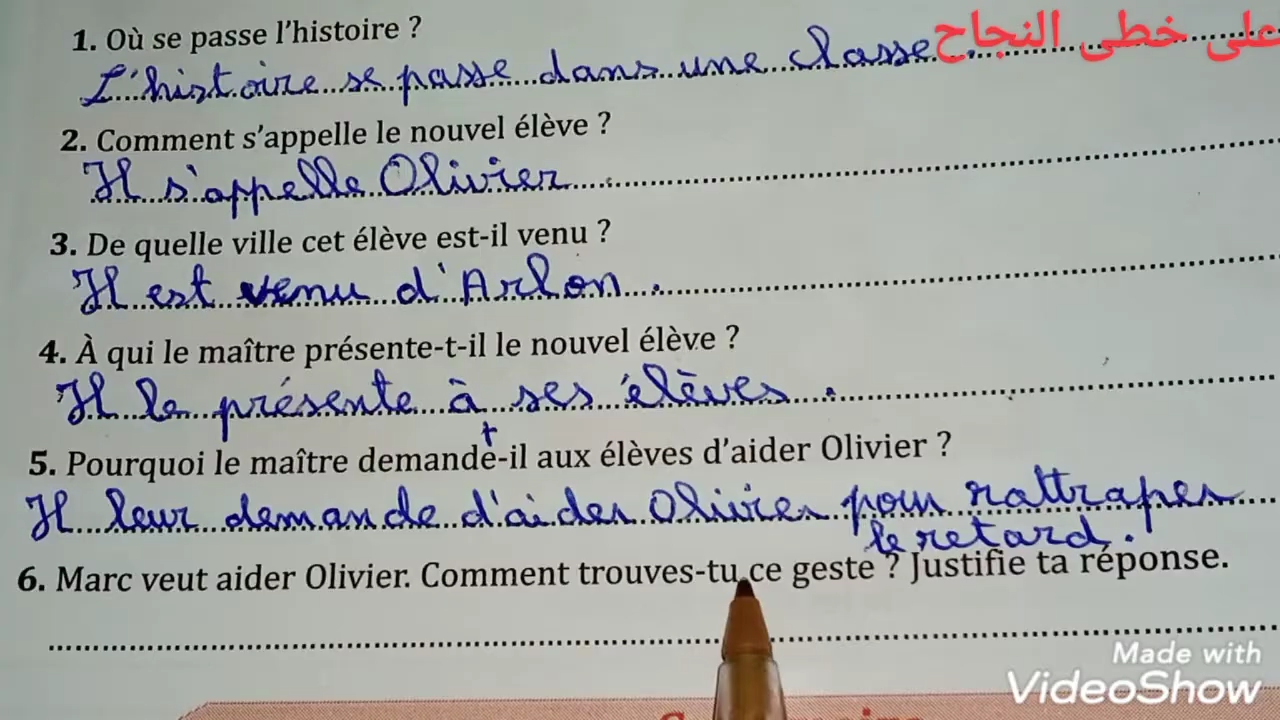 على خطى النجاح
1. Où se passe l'histoire ?
L'histoire se passe dans une classe.
2. Comment s'appelle le nouvel élève ?
Il s'appelle Olivier.
3. De quelle ville cet élève est-il venu ?
Il est venu d'Arlon.
4. À qui le maître présente-t-il le nouvel élève ?
Il le présente à ses élèves.
t
5. Pourquoi le maître demande-il aux élèves d'aider Olivier ?
Il leur demande d'aider Olivier pour rattraper
le retard.
6. Marc veut aider Olivier. Comment trouves-tu ce geste ? Justifie ta réponse.
Made with
VideoShow